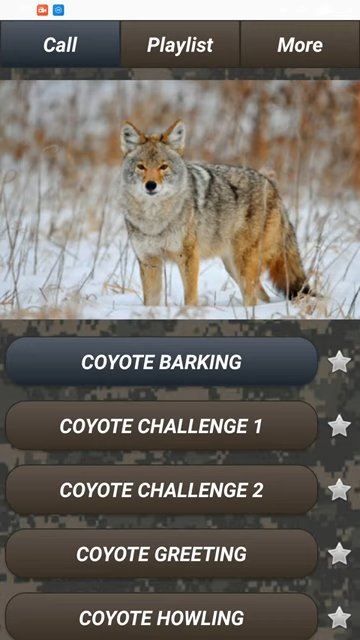 Call
Playlist
More
COYOTE BARKING
COYOTE CHALLENGE 1
COYOTE CHALLENGE 2
COYOTE GREETING
COYOTE HOWLING